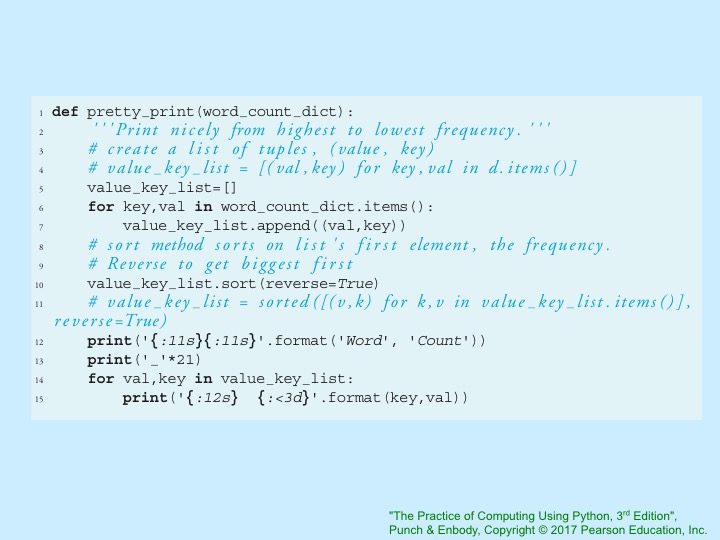 1 def pretty_print(word_count_dict):
2 '''Print nicely from highest to lowest frequency. '''
3 # create a list of tuples, (value, key)
4 # value_key_list = [(val,key) for key,val in d.items()]
5 value_key_list=[]
6 for key,val in word_count_dict.items():
7 value_key_list.append((val,key))
8 # sort method sorts on list's first element, the frequency.
9 # Reverse to get biggest first
10 value_key_list.sort(reverse=True)
11 # value_key_list = sorted([(v,k) for k,v in value_key_list.items()],
reverse=True)
12 print('{:11s}{:11s}'.format('Word', 'Count'))
13 print('_'*21)
14 for val,key in value_key_list:
15 print('{:12s}  {:<3d}'.format(key,val))
"The Practice of Computing Using Python, 3rd Edition",
Punch & Enbody, Copyright © 2017 Pearson Education, Inc.